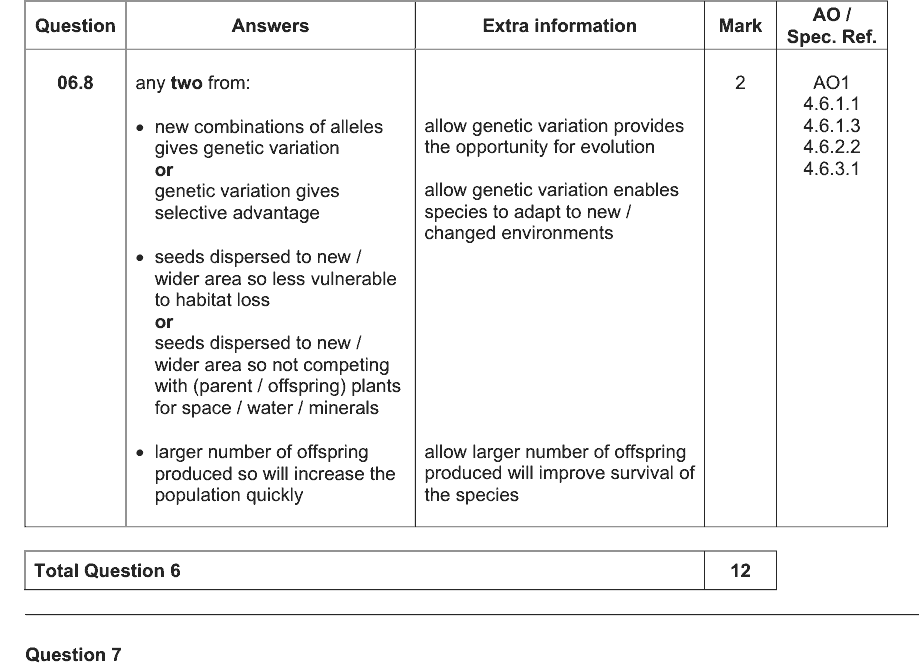 Question Answers Extra information Mark AO /
Spec. Ref.
06.8 any two from: 2 AO1
4.6.1.1
• new combinations of alleles allow genetic variation provides 4.6.1.3
gives genetic variation the opportunity for evolution 4.6.2.2
or 4.6.3.1
genetic variation gives allow genetic variation enables
selective advantage species to adapt to new /
changed environments
• seeds dispersed to new /
wider area so less vulnerable
to habitat loss
or
seeds dispersed to new /
wider area so not competing
with (parent / offspring) plants
for space / water / minerals
• larger number of offspring allow larger number of offspring
produced so will increase the produced will improve survival of
population quickly the species
Total Question 6 12
Question 7